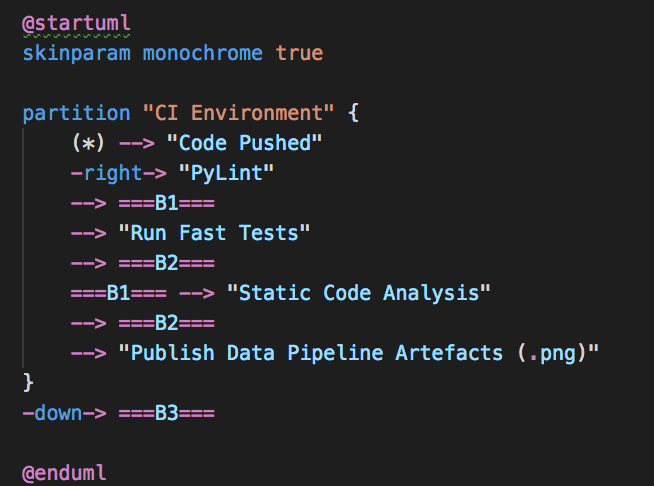 @startuml
skinparam monochrome true
partition "CI Environment" {
(*) --> "Code Pushed"
-right-> "PyLint"
--> ===B1===
--> "Run Fast Tests"
--> ===B2===
===B1=== --> "Static Code Analysis"
--> ===B2===
--> "Publish Data Pipeline Artefacts (.png)"
}
-down-> ===B3===
@enduml